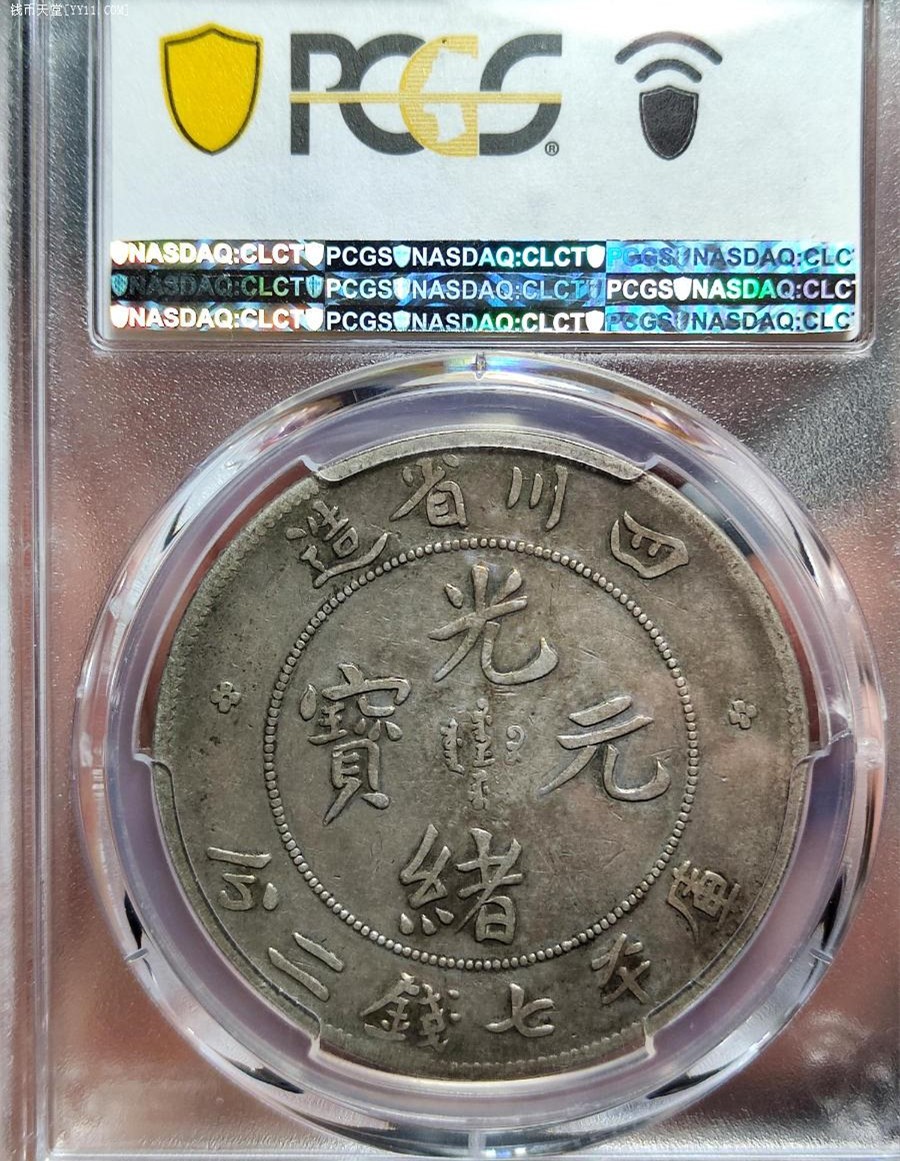 钱币天堂[YY11.COM]
PCGS®
NASDAQ:CLCT PCGS NASDAQ:CLCT PCGS NASDAQ:CLC
NASDAQ:CLCT PCGS NASDAQ:CLCT PCGS NASDAQ:CLCT
NASDAQ:CLCT PCGS NASDAQ:CLCT PCGS NASDAQ:CLC
四川省造
光緒元寶
庫平七錢二分